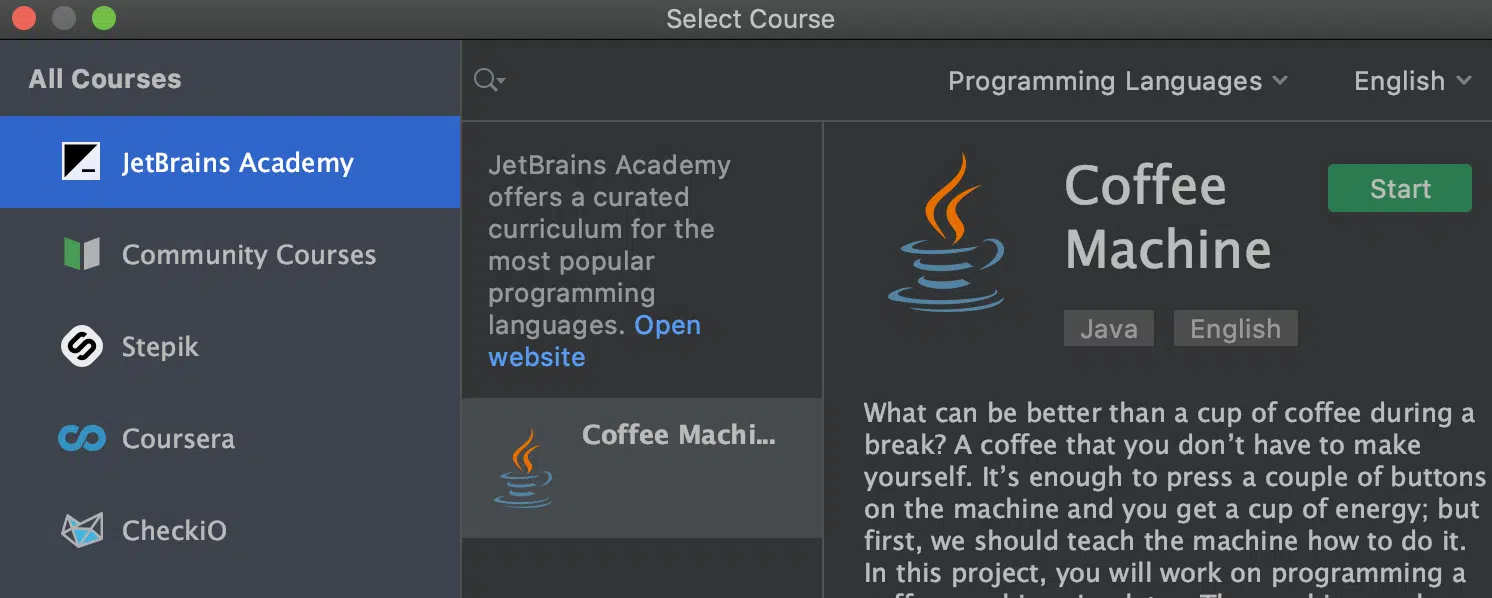 Select Course
All Courses
JetBrains Academy
Community Courses
Stepik
Coursera
CheckiO
Programming Languages
English
JetBrains Academy
offers a curated
curriculum for the
most popular
programming
languages. Open
website
Coffee Machi...
Coffee
Machine
Start
Java
English
What can be better than a cup of coffee during a
break? A coffee that you don’t have to make
yourself. It’s enough to press a couple of buttons
on the machine and you get a cup of energy; but
first, we should teach the machine how to do it.
In this project, you will work on programming a